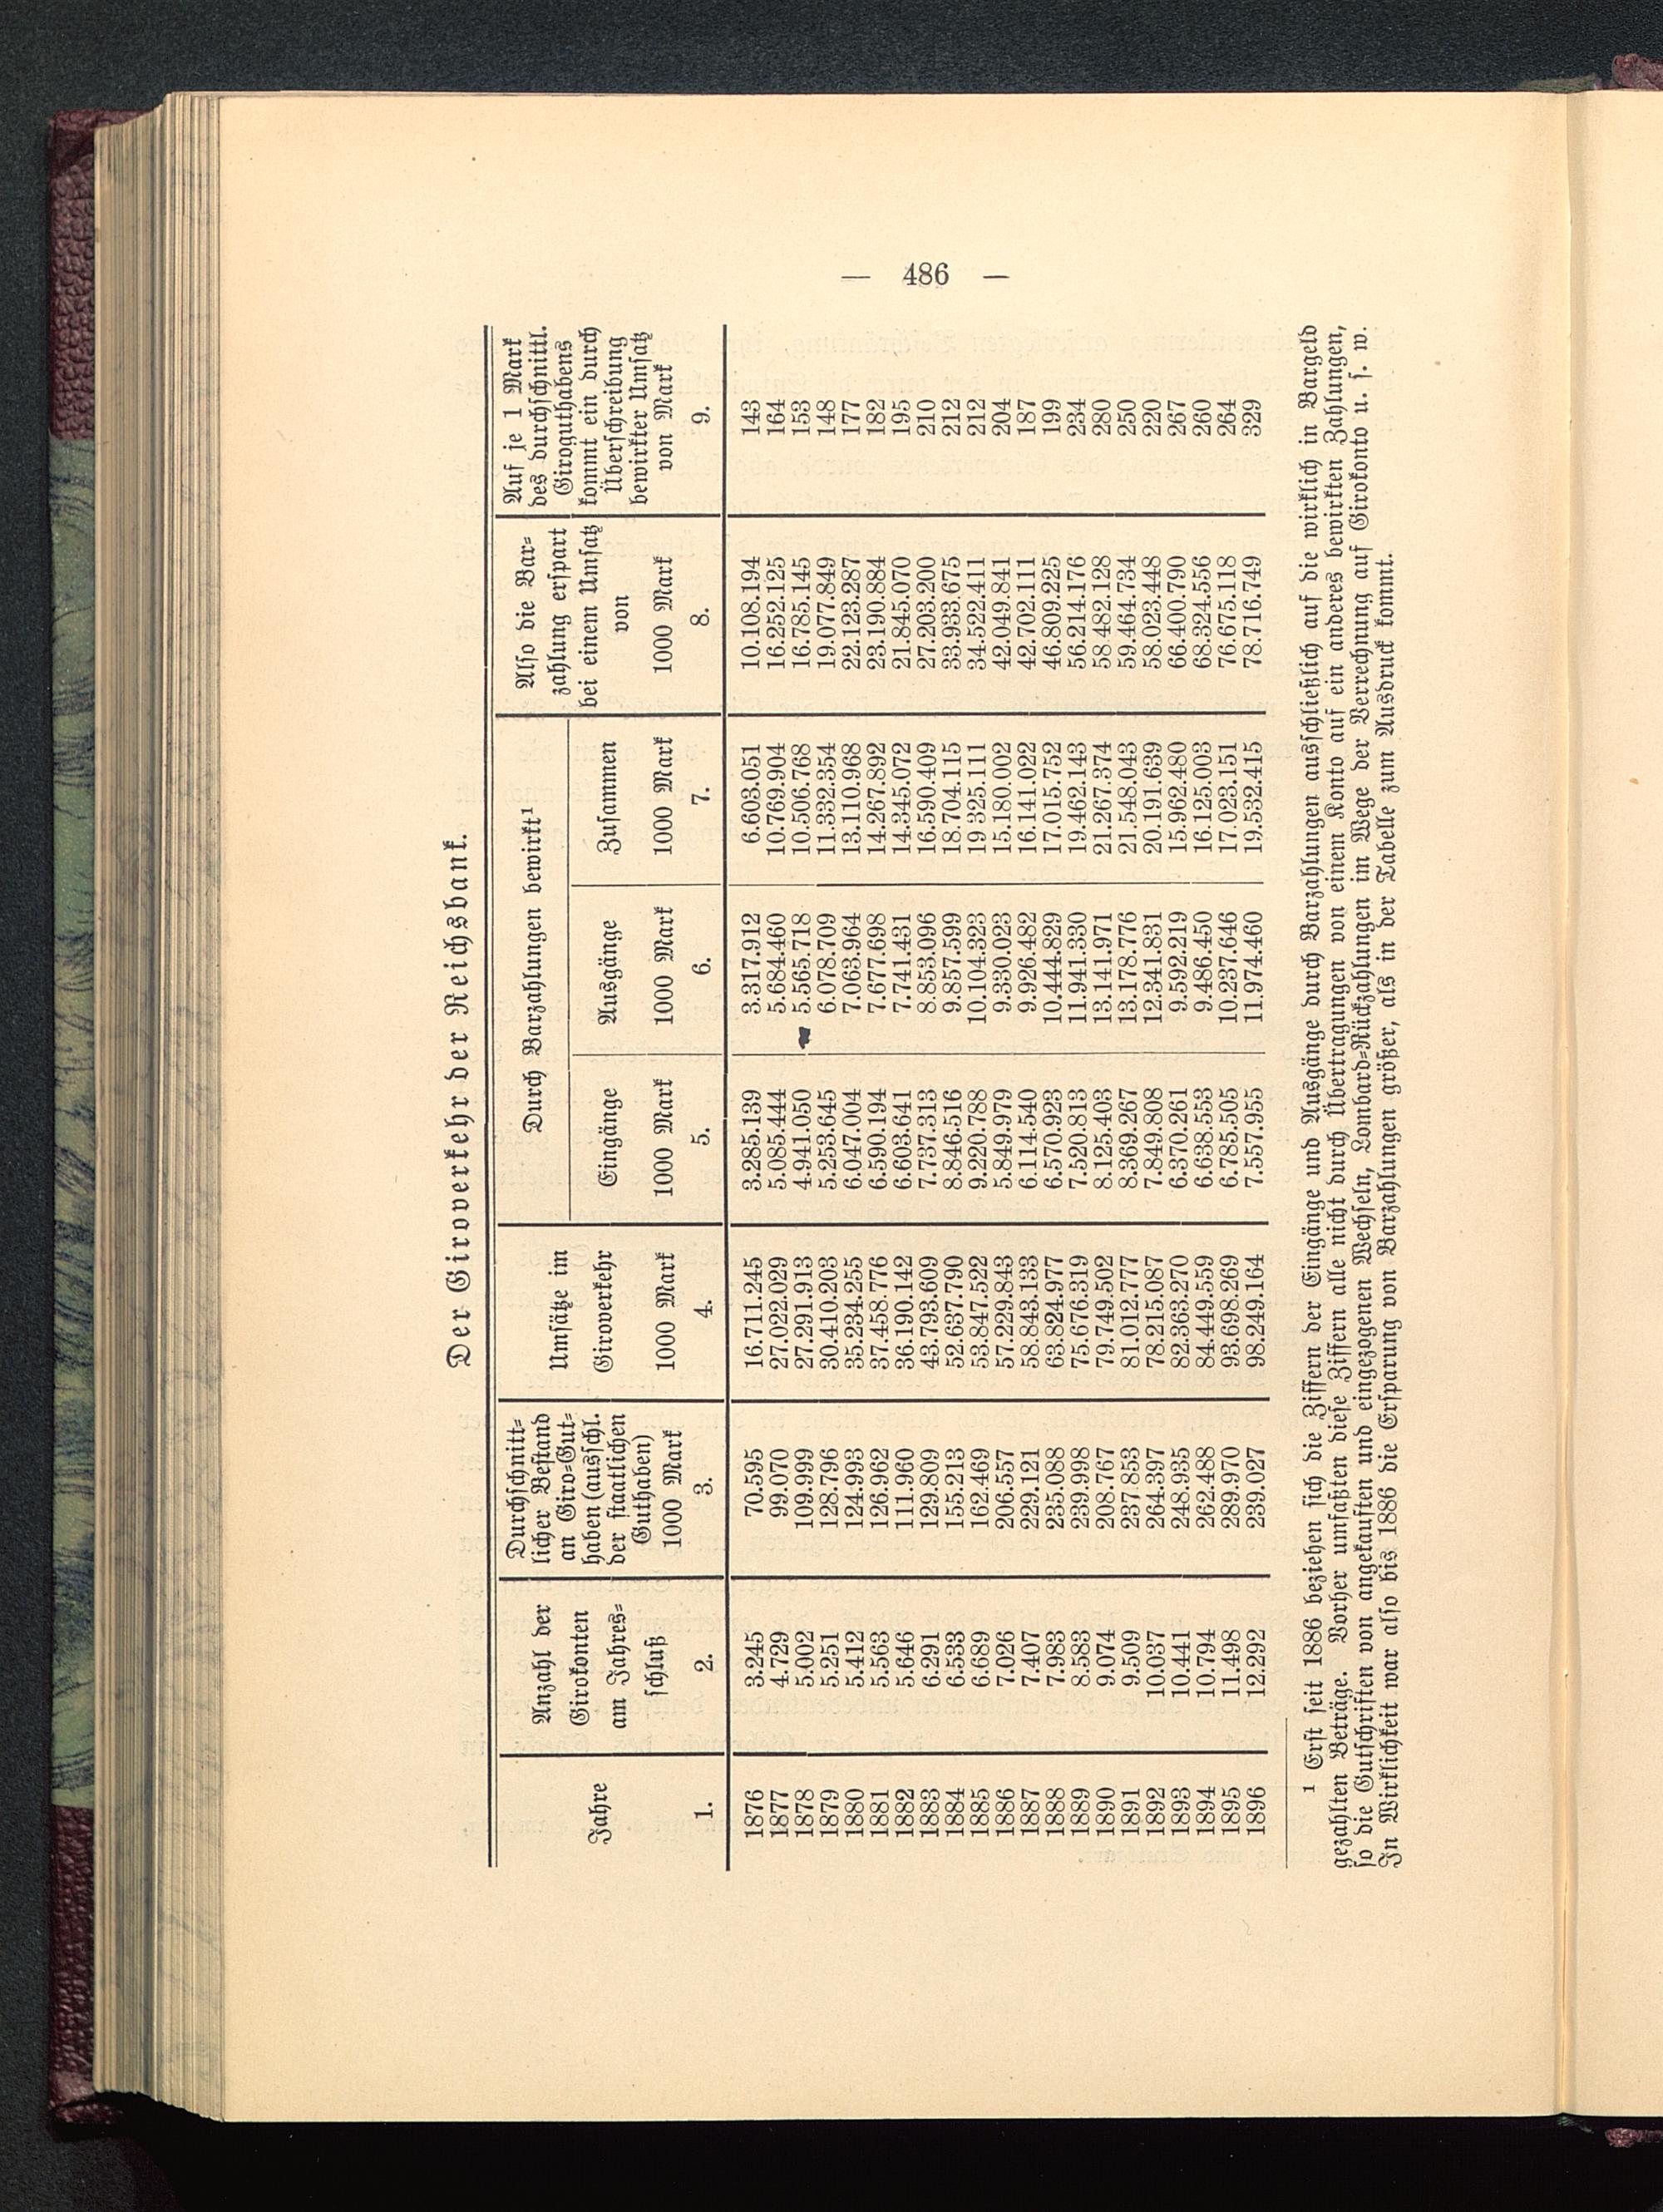 — 486 —
Der Giroverkehr der Reichsbank.
Jahre
1.
Anzahl der
Girokonten
am Jahres-
schluß
2.
Durchschnitt-
licher Bestand
an Giro-Gut-
haben (ausschl.
der staatlichen
Guthaben)
1000 Mark
3.
Umsätze im
Giroverkehr
1000 Mark
4.
Durch Barzahlungen bewirkt¹
Eingänge
1000 Mark
5.
Ausgänge
1000 Mark
6.
Zusammen
1000 Mark
7.
Also die Bar-
zahlung erspart
bei einem Umsatz
von
1000 Mark
8.
Auf je 1 Mark
des durchschnittl.
Giroguthabens
kommt ein durch
Überschreibung
bewirkter Umsatz
von Mark
9.
1876 3.245 70.595 16.711.245 3.285.139 3.317.912 6.603.051 10.108.194 143
1877 4.729 99.070 27.022.029 5.085.444 5.684.460 10.769.904 16.252.125 164
1878 5.002 109.999 27.291.913 4.941.050 5.565.718 10.506.768 16.785.145 153
1879 5.251 128.796 30.410.203 5.253.645 6.078.709 11.332.354 19.077.849 148
1880 5.412 124.993 35.234.255 6.047.004 7.063.964 13.110.968 22.123.287 177
1881 5.563 126.962 37.458.776 6.590.194 7.677.698 14.267.892 23.190.884 182
1882 5.646 111.960 36.190.142 6.603.641 7.741.431 14.345.072 21.845.070 195
1883 6.291 129.809 43.793.609 7.737.313 8.853.096 16.590.409 27.203.200 210
1884 6.533 155.213 52.637.790 8.846.516 9.857.599 18.704.115 33.933.675 212
1885 6.689 162.469 53.847.522 9.220.788 10.104.323 19.325.111 34.522.411 212
1886 7.026 206.557 57.229.843 5.849.979 9.330.023 15.180.002 42.049.841 204
1887 7.407 229.121 58.843.133 6.114.540 9.926.482 16.141.022 42.702.111 187
1888 7.983 235.088 63.824.977 6.570.923 10.444.829 17.015.752 46.809.225 199
1889 8.583 239.998 75.676.319 7.520.813 11.941.330 19.462.143 56.214.176 234
1890 9.074 208.767 79.749.502 8.125.403 13.141.971 21.267.374 58.482.128 280
1891 9.509 237.853 81.012.777 8.369.267 13.178.776 21.548.043 59.464.734 250
1892 10.037 264.397 78.215.087 7.849.808 12.341.831 20.191.639 58.023.448 220
1893 10.441 248.935 82.363.270 6.370.261 9.592.219 15.962.480 66.400.790 267
1894 10.794 262.488 84.449.559 6.638.553 9.486.450 16.125.003 68.324.556 260
1895 11.498 289.970 93.698.269 6.785.505 10.237.646 17.023.151 76.675.118 264
1896 12.292 239.027 98.249.164 7.557.955 11.974.460 19.532.415 78.716.749 329
¹ Erst seit 1886 beziehen sich die Ziffern der Eingänge und Ausgänge durch Barzahlungen ausschließlich auf die wirklich in Bargeld
gezahlten Beträge. Vorher umfaßten diese Ziffern alle nicht durch Übertragungen von einem Konto auf ein anderes bewirkten Zahlungen,
so die Gutschriften von angekauften und eingezogenen Wechseln, Lombard-Rückzahlungen im Wege der Verrechnung auf Girokonto u. s. w.
In Wirklichkeit war also bis 1886 die Ersparung von Barzahlungen größer, als in der Tabelle zum Ausdruck kommt.